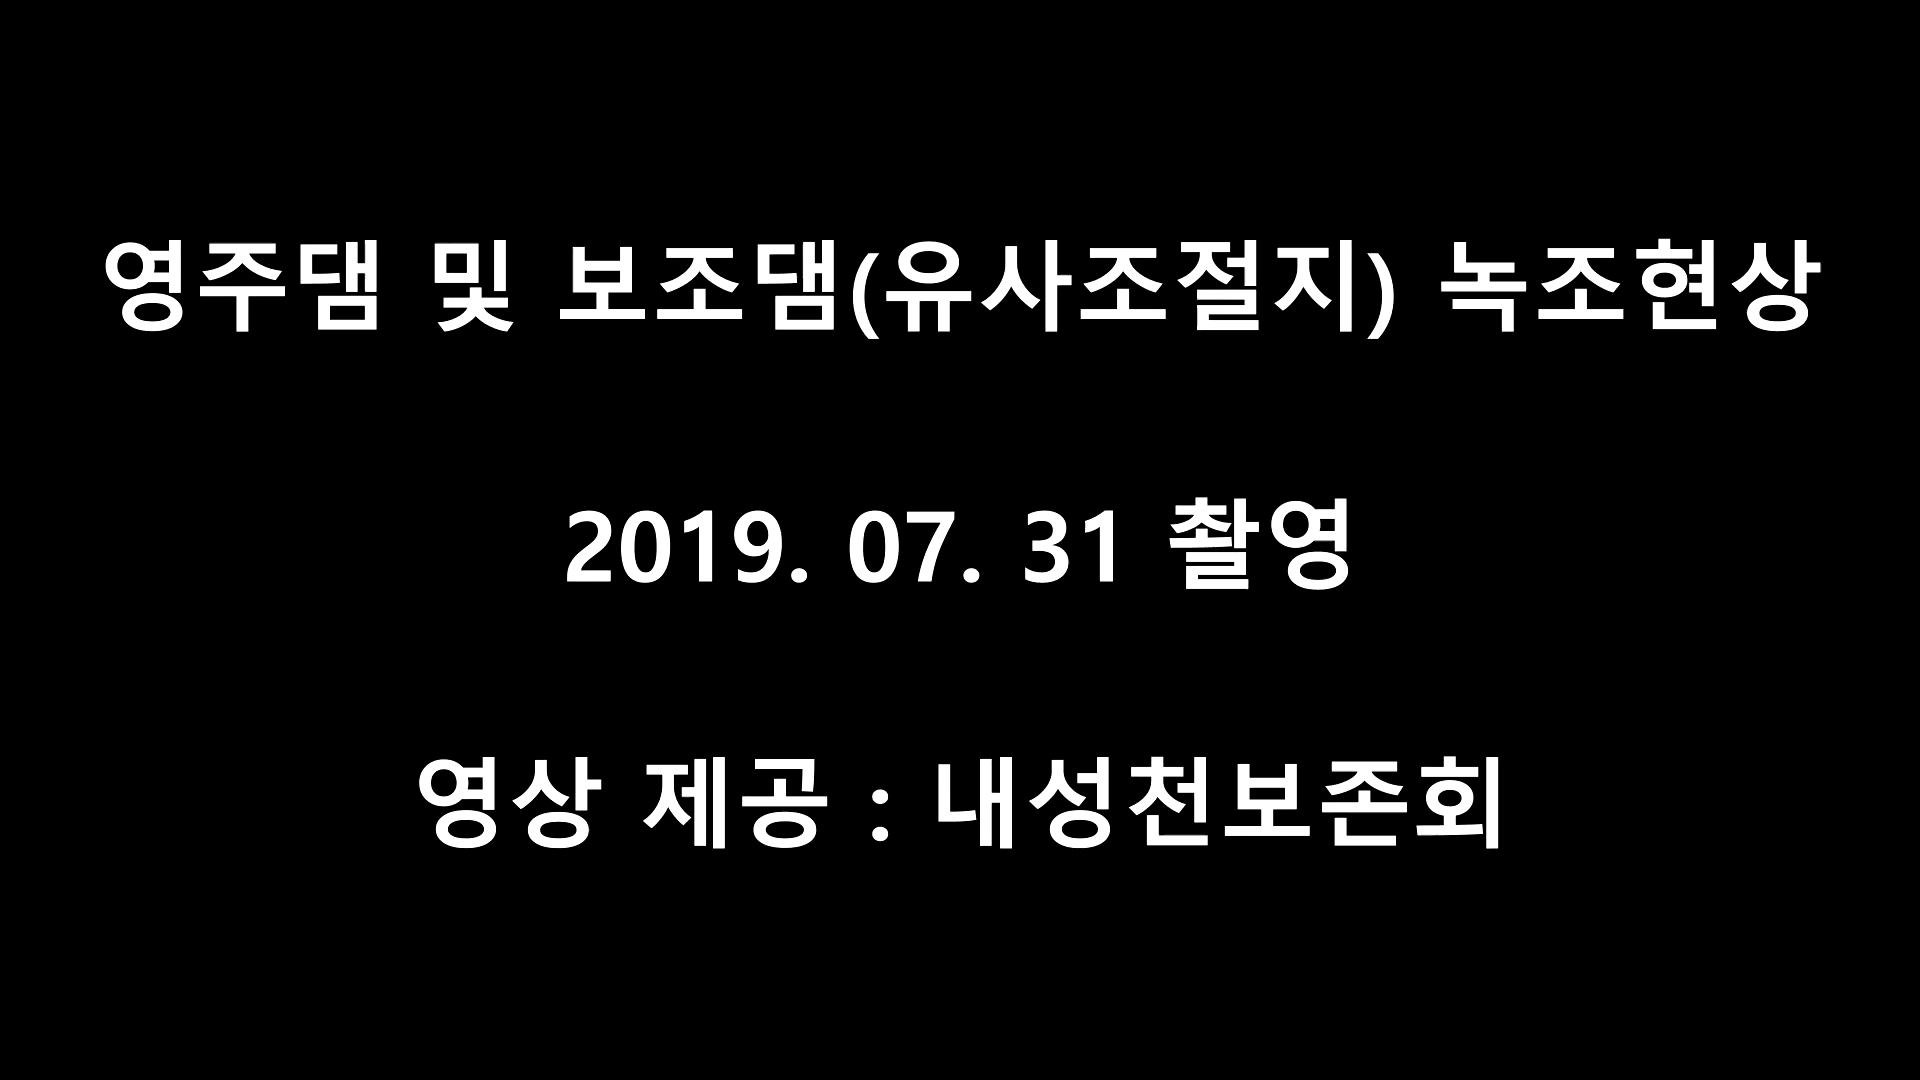 영주댐 및 보조댐(유사조절지) 녹조현상
2019. 07. 31 촬영
영상 제공 : 내성천보존회